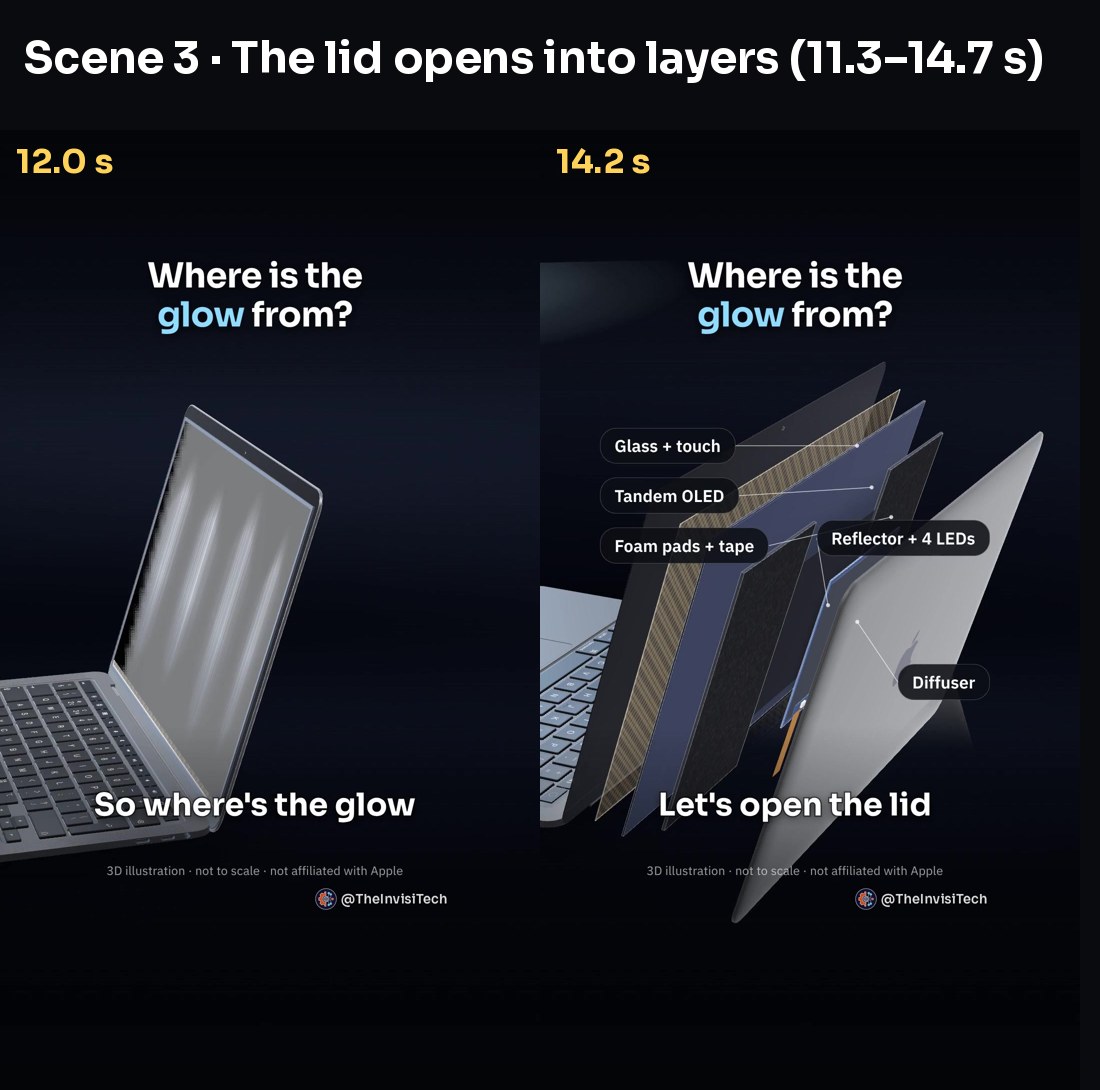 Scene 3 · The lid opens into layers (11.3–14.7 s)
12.0 s
Where is the
glow from?
So where's the glow
3D illustration · not to scale · not affiliated with Apple
@TheInvisiTech
14.2 s
Where is the
glow from?
Glass + touch
Tandem OLED
Foam pads + tape
Reflector + 4 LEDs
Diffuser
Let's open the lid
3D illustration · not to scale · not affiliated with Apple
@TheInvisiTech